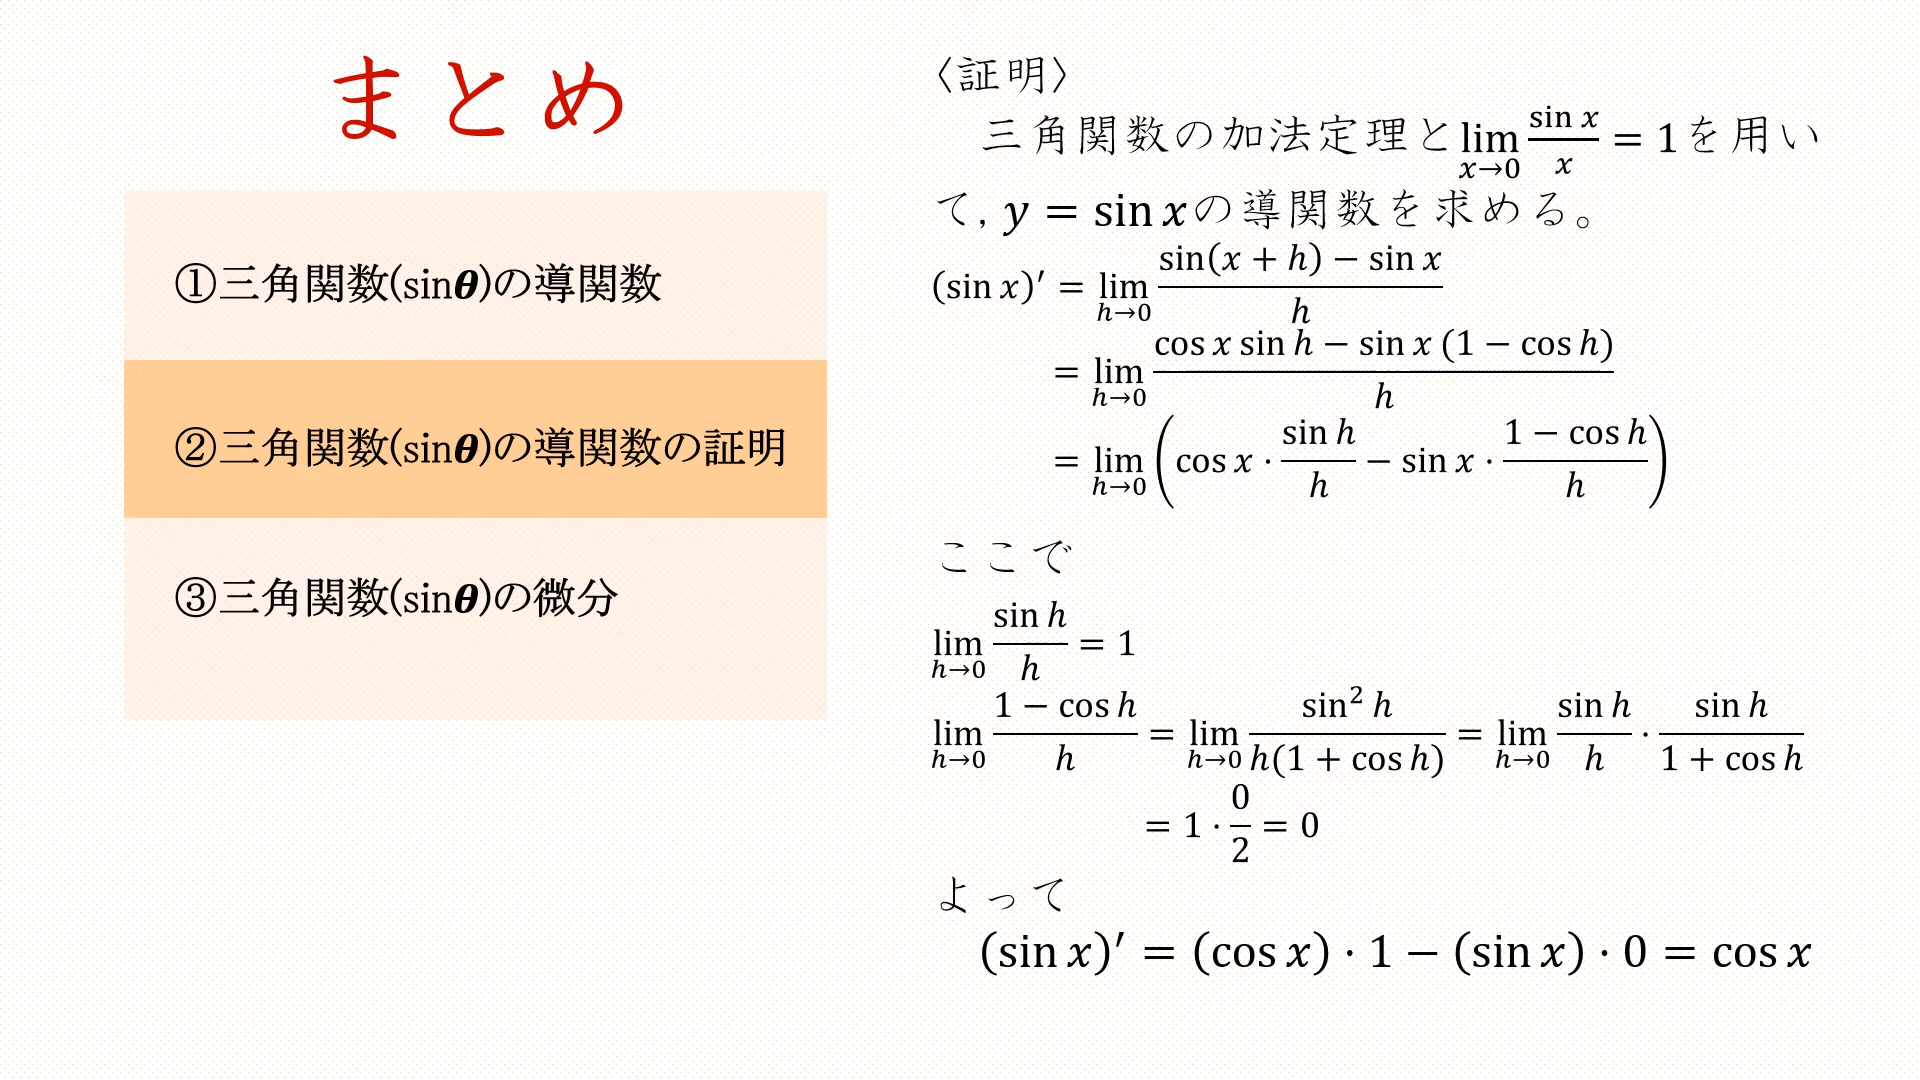 まとめ
①三角関数(sin𝜽)の導関数
②三角関数(sin𝜽)の導関数の証明
③三角関数(sin𝜽)の微分
〈証明〉
三角関数の加法定理と lim_{x→0} (sin x)/x = 1 を用い
て, y = sin x の導関数を求める。
(sin x)′ = lim_{h→0} (sin(x + h) − sin x)/h
= lim_{h→0} (cos x sin h − sin x (1 − cos h))/h
= lim_{h→0} (cos x · (sin h)/h − sin x · (1 − cos h)/h)
ここで
lim_{h→0} (sin h)/h = 1
lim_{h→0} (1 − cos h)/h = lim_{h→0} (sin² h)/(h(1 + cos h)) = lim_{h→0} (sin h)/h · (sin h)/(1 + cos h)
= 1 · 0/2 = 0
よって
(sin x)′ = (cos x) · 1 − (sin x) · 0 = cos x